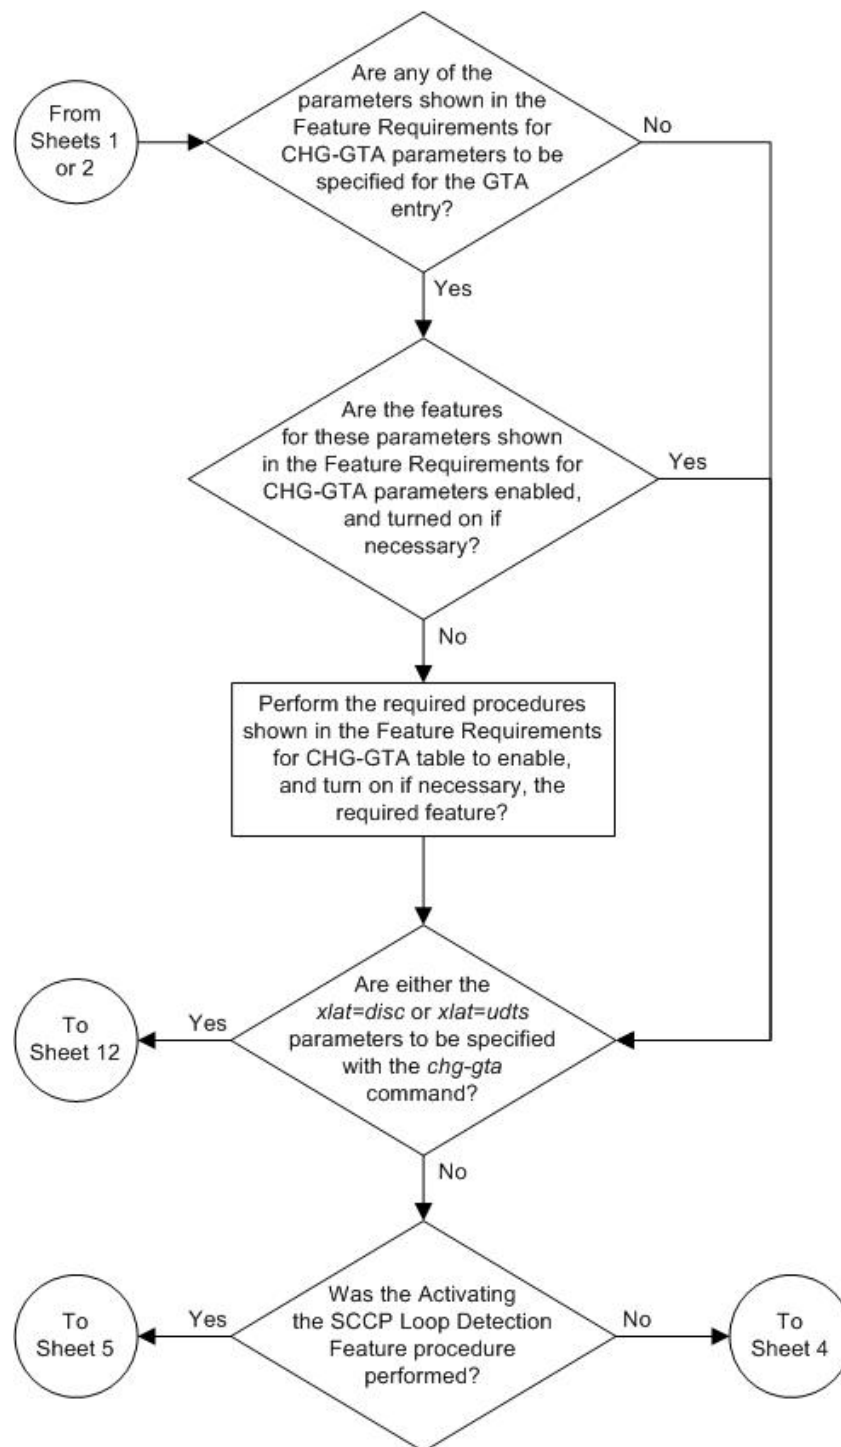 From
Sheets 1
or 2
Are any of the
parameters shown in the
Feature Requirements for
CHG-GTA parameters to be
specified for the GTA
entry?
No
Yes
Are the features
for these parameters shown
in the Feature Requirements for
CHG-GTA parameters enabled,
and turned on if
necessary?
Yes
No
Perform the required procedures
shown in the Feature Requirements
for CHG-GTA table to enable,
and turn on if necessary, the
required feature?
Are either the
xlat=disc or xlat=udts
parameters to be specified
with the chg-gta
command?
Yes
To
Sheet 12
No
Was the Activating
the SCCP Loop Detection
Feature procedure
performed?
Yes
To
Sheet 5
No
To
Sheet 4